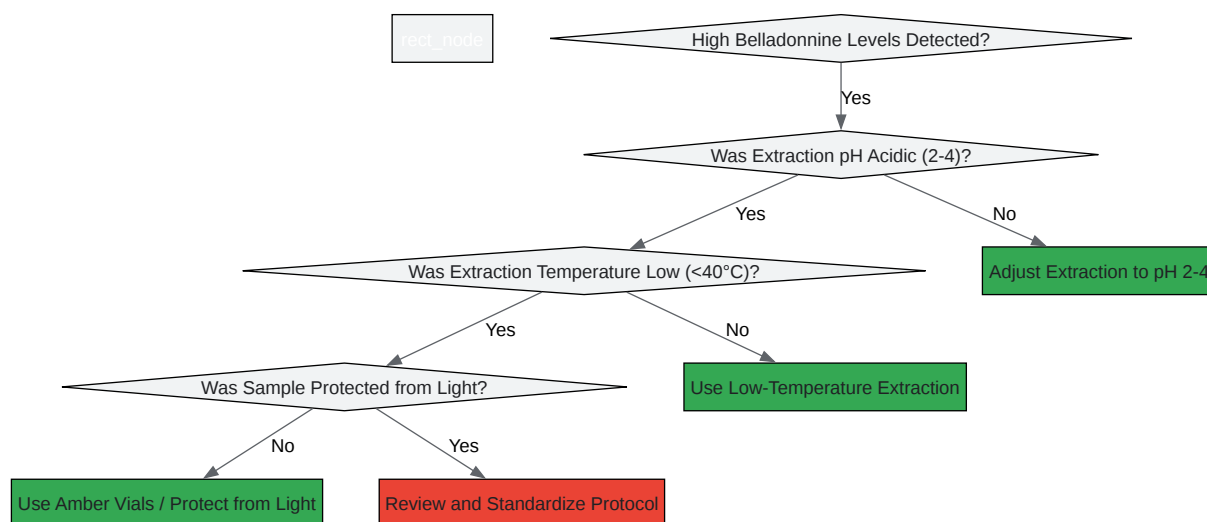 rect_node
High Belladonnine Levels Detected?
Yes
Was Extraction pH Acidic (2-4)?
Yes
No
Was Extraction Temperature Low (<40°C)?
Adjust Extraction to pH 2-4
Yes
No
Was Sample Protected from Light?
Use Low-Temperature Extraction
No
Yes
Use Amber Vials / Protect from Light
Review and Standardize Protocol